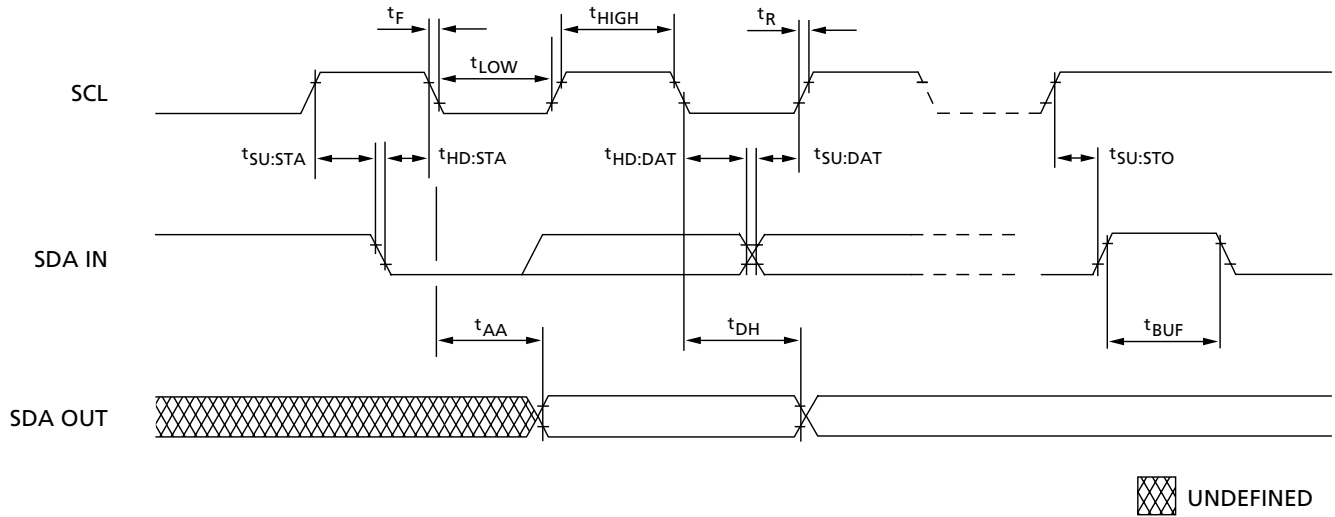 tF
tHIGH
tR
tLOW
SCL
tSU:STA
tHD:STA
tHD:DAT
tSU:DAT
tSU:STO
SDA IN
tAA
tDH
tBUF
SDA OUT
UNDEFINED